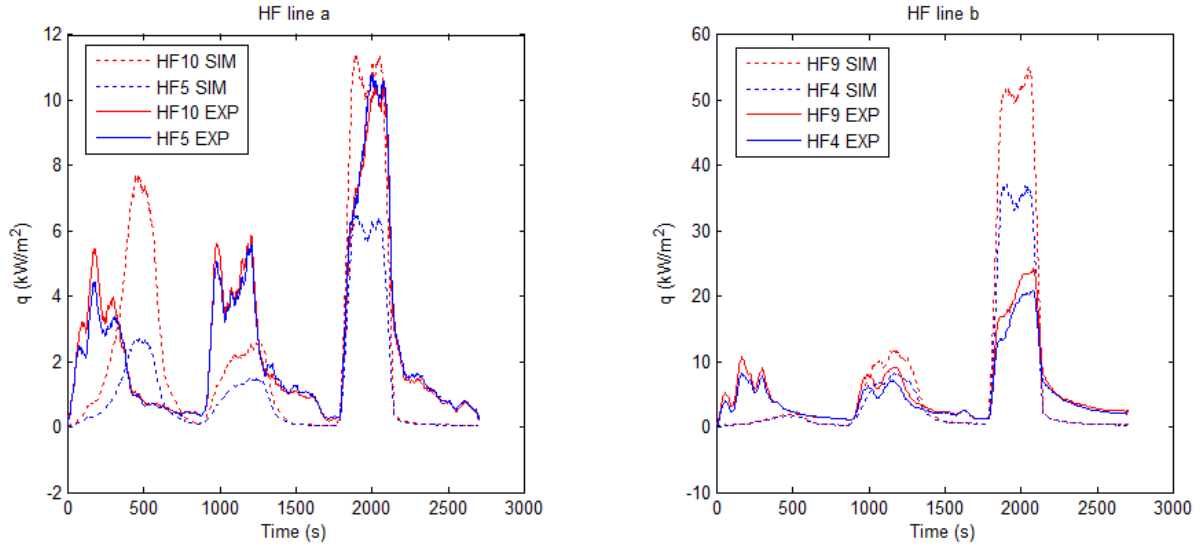 HF line a
12
10
8
6
4
2
0
-2
q (kW/m²)
HF10 SIM
HF5 SIM
HF10 EXP
HF5 EXP
0 500 1000 1500 2000 2500 3000
Time (s)
HF line b
60
50
40
30
20
10
0
-10
q (kW/m²)
HF9 SIM
HF4 SIM
HF9 EXP
HF4 EXP
0 500 1000 1500 2000 2500 3000
Time (s)